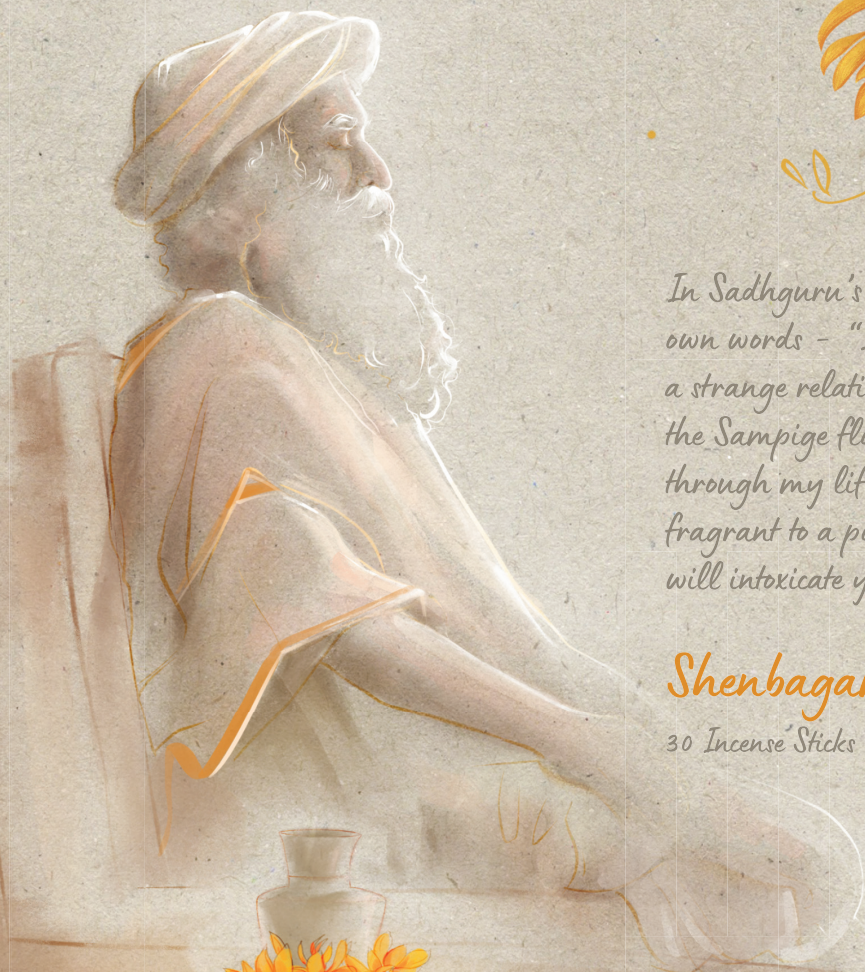 In Sadhguru's
own words - "
a strange relati
the Sampige fl
through my lif
fragrant to a p
will intoxicate y
Shenbaga
30 Incense Sticks